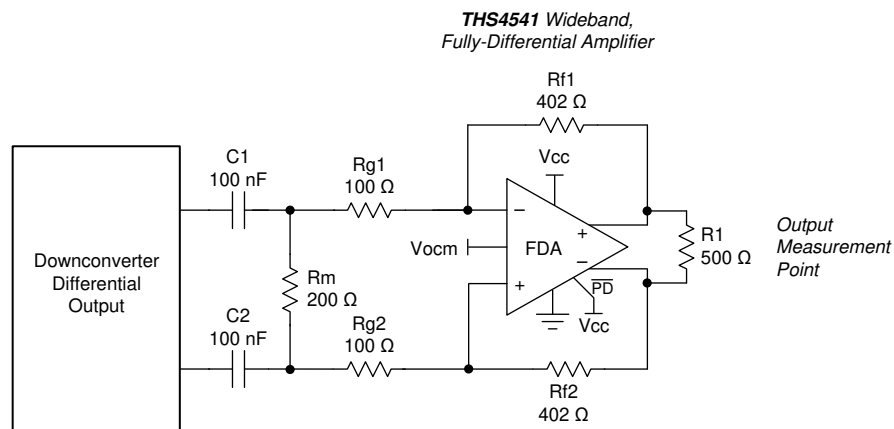 THS4541 Wideband,
Fully-Differential Amplifier
Rf1
402 Ω
C1
100 nF
Rg1
100 Ω
Vcc
−
+
Vocm
FDA
R1
500 Ω
Output
Measurement
Point
Downconverter
Differential
Output
Rm
200 Ω
−
+
PD
Vcc
C2
100 nF
Rg2
100 Ω
Rf2
402 Ω